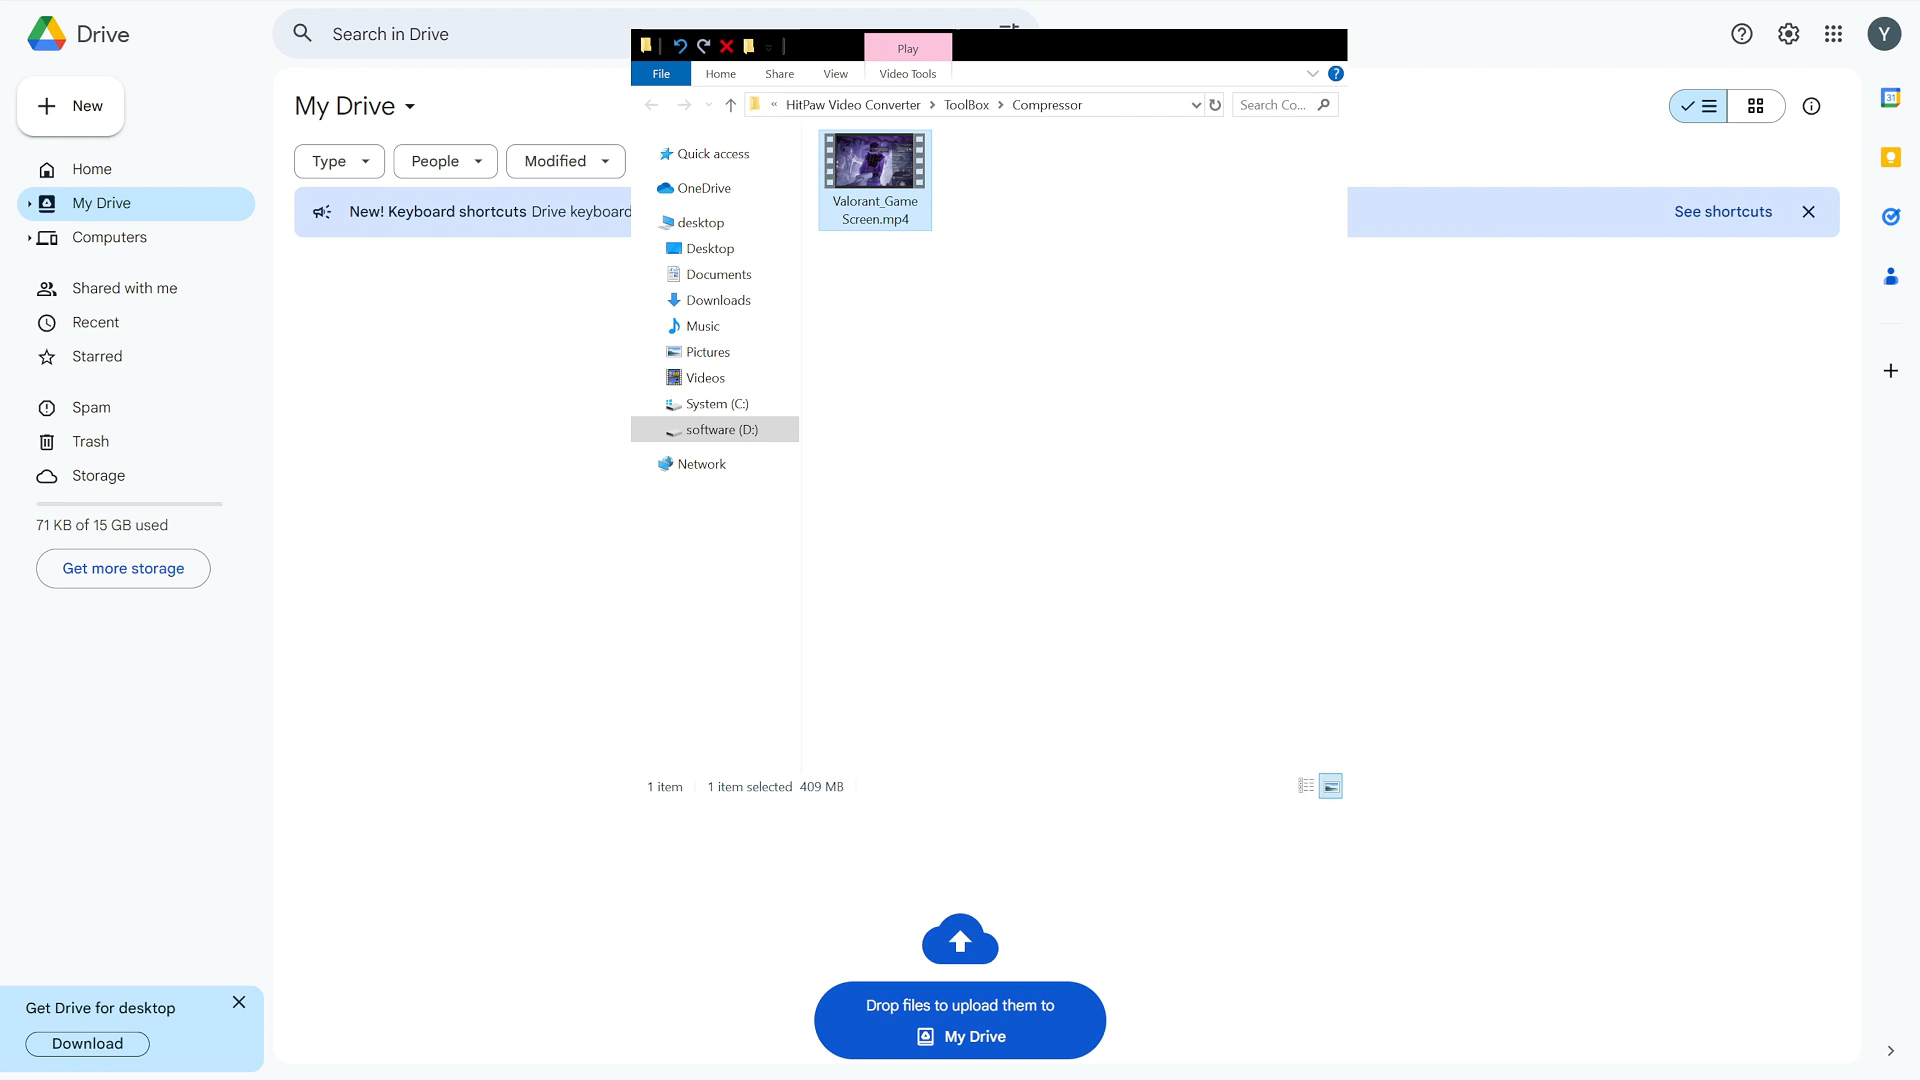 Drive
Search in Drive
Y
New
Home
My Drive
Computers
Shared with me
Recent
Starred
Spam
Trash
Storage
71 KB of 15 GB used
Get more storage
Get Drive for desktop
Download
My Drive
Type
People
Modified
New! Keyboard shortcuts Drive keyboard
See shortcuts
Play
File
Home
Share
View
Video Tools
?
« HitPaw Video Converter > ToolBox > Compressor
Search Co...
Quick access
OneDrive
desktop
Desktop
Documents
Downloads
Music
Pictures
Videos
System (C:)
software (D:)
Network
Valorant_Game
Screen.mp4
1 item
1 item selected 409 MB
Drop files to upload them to
My Drive
31